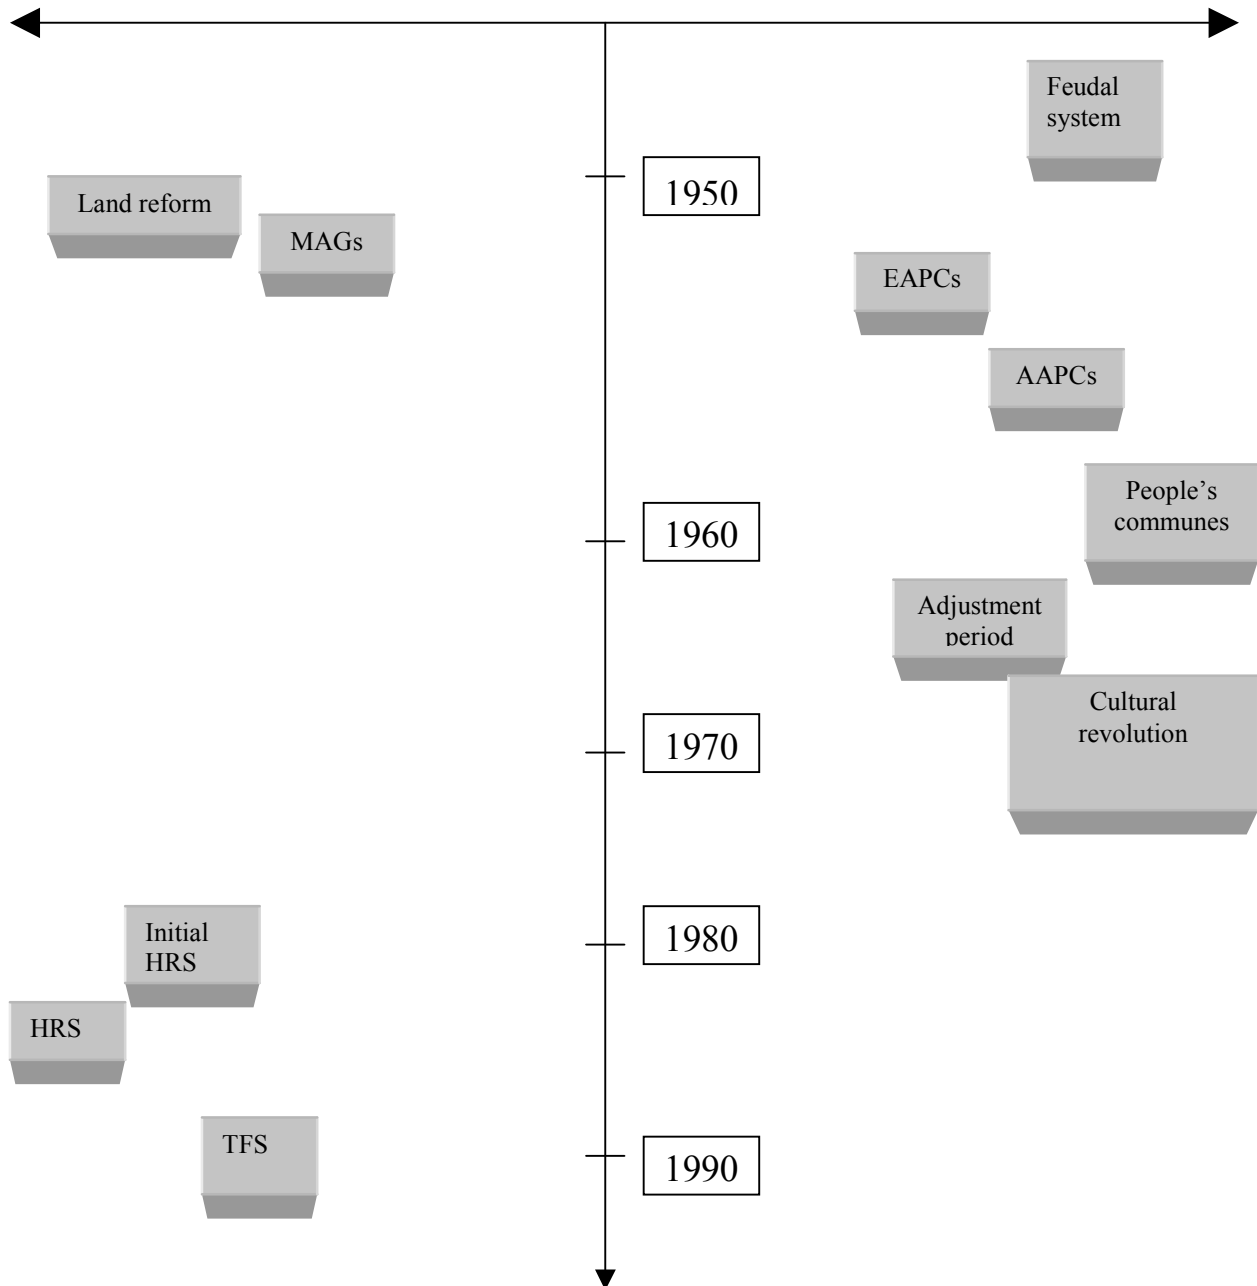 Feudal
system
1950
Land reform
MAGs
EAPCs
AAPCs
People’s
communes
1960
Adjustment
period
Cultural
revolution
1970
Initial
HRS
1980
HRS
TFS
1990